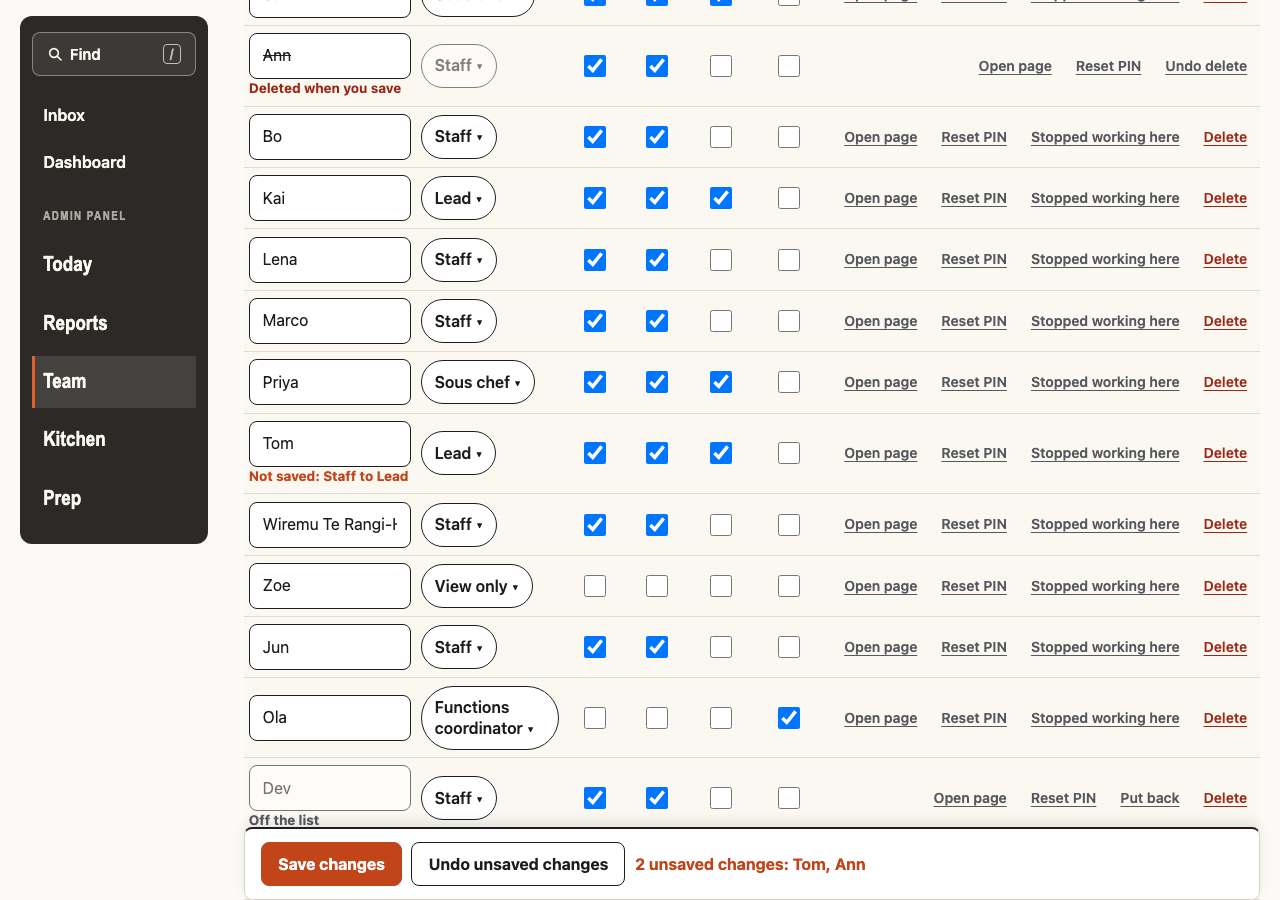 Find /
Inbox
Dashboard
ADMIN PANEL
Today
Reports
Team
Kitchen
Prep
Ann Staff ▾ Open page Reset PIN Undo delete
Deleted when you save
Bo Staff ▾ Open page Reset PIN Stopped working here Delete
Kai Lead ▾ Open page Reset PIN Stopped working here Delete
Lena Staff ▾ Open page Reset PIN Stopped working here Delete
Marco Staff ▾ Open page Reset PIN Stopped working here Delete
Priya Sous chef ▾ Open page Reset PIN Stopped working here Delete
Tom Lead ▾ Open page Reset PIN Stopped working here Delete
Not saved: Staff to Lead
Wiremu Te Rangi- Staff ▾ Open page Reset PIN Stopped working here Delete
Zoe View only ▾ Open page Reset PIN Stopped working here Delete
Jun Staff ▾ Open page Reset PIN Stopped working here Delete
Ola Functions coordinator ▾ Open page Reset PIN Stopped working here Delete
Dev Staff ▾ Open page Reset PIN Put back Delete
Off the list
Save changes Undo unsaved changes 2 unsaved changes: Tom, Ann